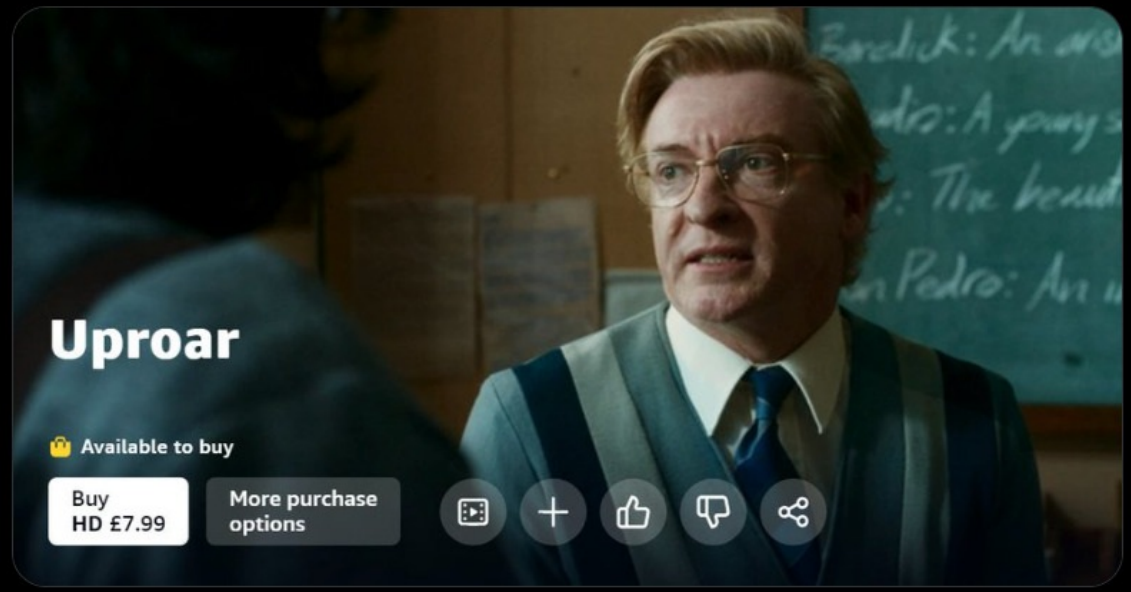 Benedick: An
: A young s
: The beaut
n Pedro: An
Uproar
Available to buy
Buy
HD £7.99
More purchase
options